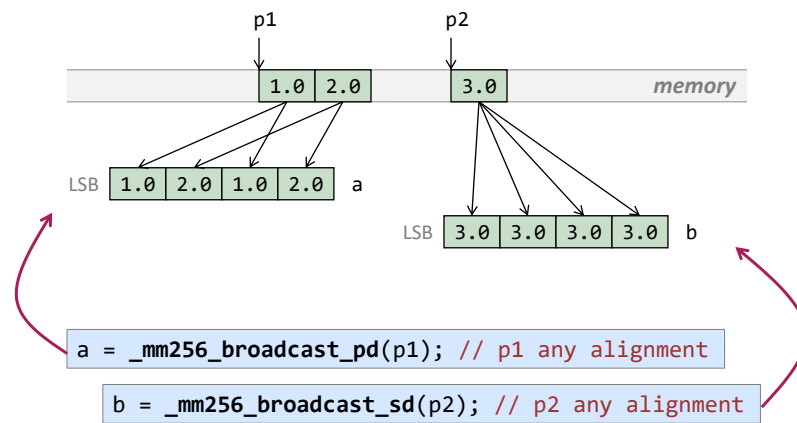 p1 p2
1.0 2.0 3.0 memory
LSB 1.0 2.0 1.0 2.0 a
LSB 3.0 3.0 3.0 3.0 b
a = _mm256_broadcast_pd(p1); // p1 any alignment
b = _mm256_broadcast_sd(p2); // p2 any alignment